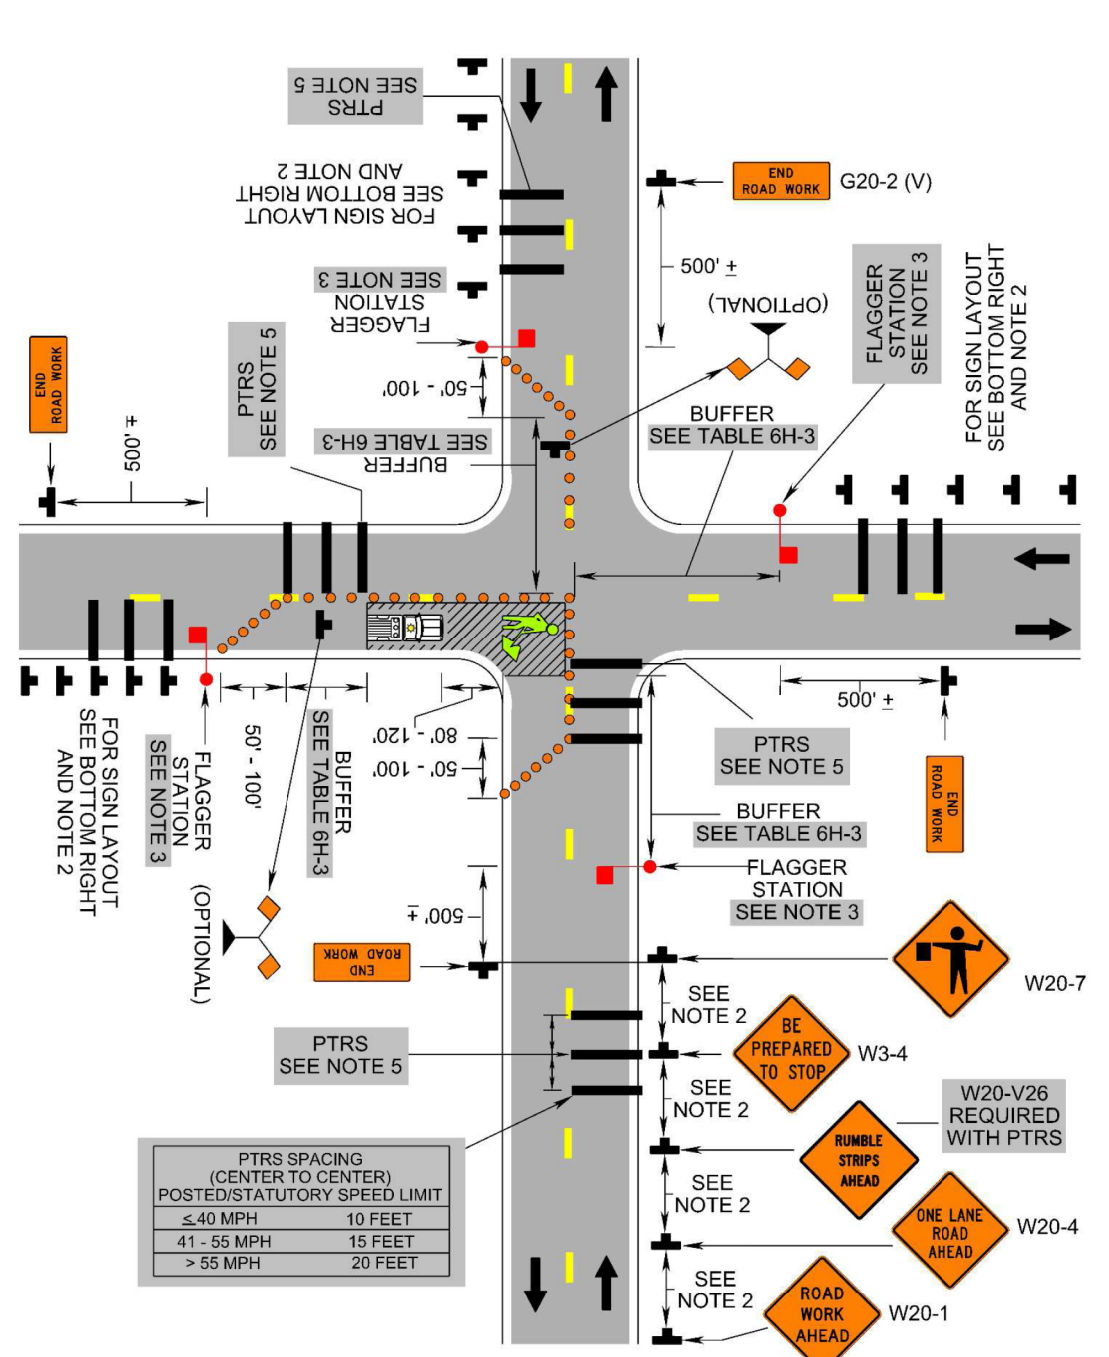 PTRS
SEE NOTE 5
FOR SIGN LAYOUT
SEE BOTTOM RIGHT
AND NOTE 2
FLAGGER
STATION
SEE NOTE 3
50' - 100'
BUFFER
SEE TABLE 6H-3
END
ROAD WORK
G20-2 (V)
500' ±
(OPTIONAL)
BUFFER
SEE TABLE 6H-3
FLAGGER
STATION
SEE NOTE 3
FOR SIGN LAYOUT
SEE BOTTOM RIGHT
AND NOTE 2
END
ROAD WORK
500' ±
PTRS
SEE NOTE 5
500' ±
END
ROAD WORK
FOR SIGN LAYOUT
SEE BOTTOM RIGHT
AND NOTE 2
FLAGGER
STATION
SEE NOTE 3
50' - 100'
BUFFER
SEE TABLE 6H-3
(OPTIONAL)
80' - 120'
50' - 100'
500' ±
END
ROAD WORK
PTRS
SEE NOTE 5
BUFFER
SEE TABLE 6H-3
FLAGGER
STATION
SEE NOTE 3
W20-7
SEE
NOTE 2
BE
PREPARED
TO STOP
W3-4
PTRS
SEE NOTE 5
SEE
NOTE 2
RUMBLE
STRIPS
AHEAD
W20-V26
REQUIRED
WITH PTRS
SEE
NOTE 2
ONE LANE
ROAD
AHEAD
W20-4
SEE
NOTE 2
ROAD
WORK
AHEAD
W20-1
PTRS SPACING
(CENTER TO CENTER)
POSTED/STATUTORY SPEED LIMIT
≤ 40 MPH 10 FEET
41 - 55 MPH 15 FEET
> 55 MPH 20 FEET